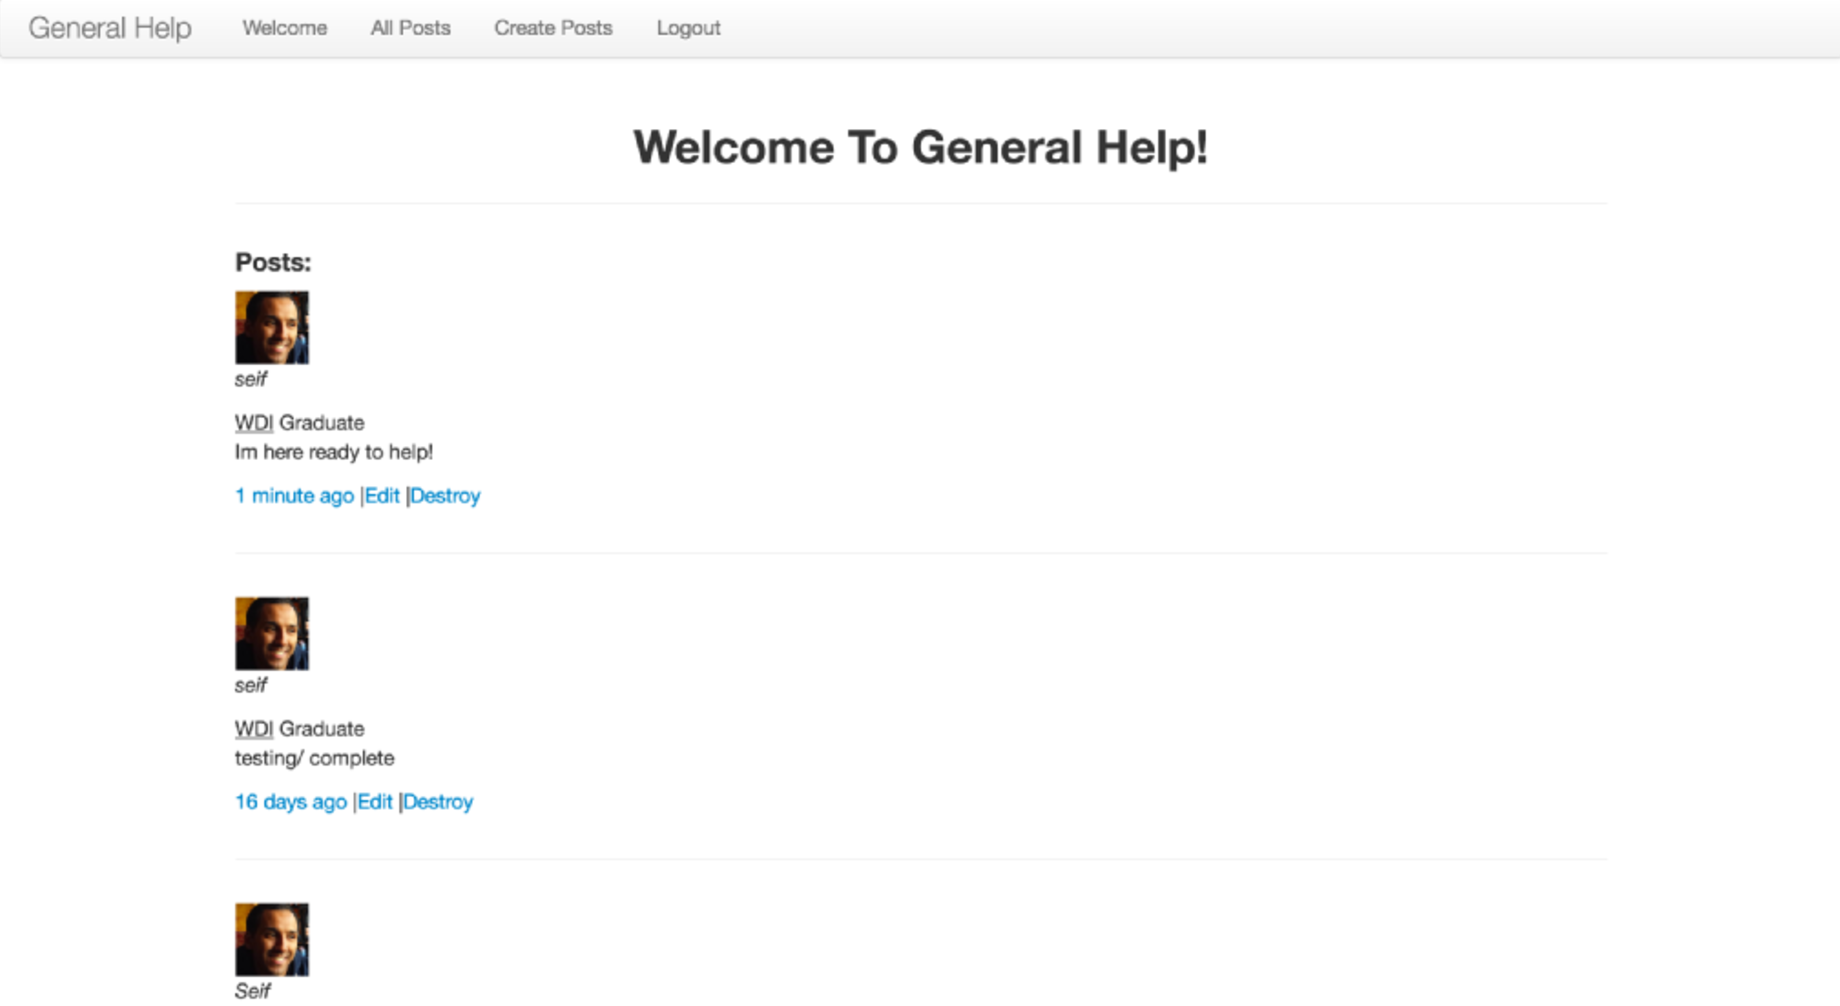 General Help Welcome All Posts Create Posts Logout
Welcome To General Help!
Posts:
seif
WDI Graduate
Im here ready to help!
1 minute ago |Edit |Destroy
seif
WDI Graduate
testing/ complete
16 days ago |Edit |Destroy
Seif